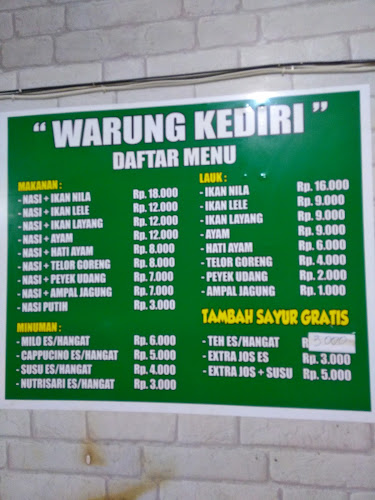 “ WARUNG KEDIRI ”
DAFTAR MENU
MAKANAN :
- NASI + IKAN NILA Rp. 18.000
- NASI + IKAN LELE Rp. 12.000
- NASI + IKAN LAYANG Rp. 12.000
- NASI + AYAM Rp. 12.000
- NASI + HATI AYAM Rp. 8.000
- NASI + TELOR GORENG Rp. 8.000
- NASI + PEYEK UDANG Rp. 7.000
- NASI + AMPAL JAGUNG Rp. 7.000
- NASI PUTIH Rp. 3.000
LAUK :
- IKAN NILA Rp. 16.000
- IKAN LELE Rp. 9.000
- IKAN LAYANG Rp. 9.000
- AYAM Rp. 9.000
- HATI AYAM Rp. 6.000
- TELOR GORENG Rp. 4.000
- PEYEK UDANG Rp. 2.000
- AMPAL JAGUNG Rp. 1.000
TAMBAH SAYUR GRATIS
MINUMAN :
- MILO ES/HANGAT Rp. 6.000
- CAPPUCINO ES/HANGAT Rp. 5.000
- SUSU ES/HANGAT Rp. 4.000
- NUTRISARI ES/HANGAT Rp. 3.000
- TEH ES/HANGAT R 3.000
- EXTRA JOS ES Rp. 3.000
- EXTRA JOS + SUSU Rp. 5.000